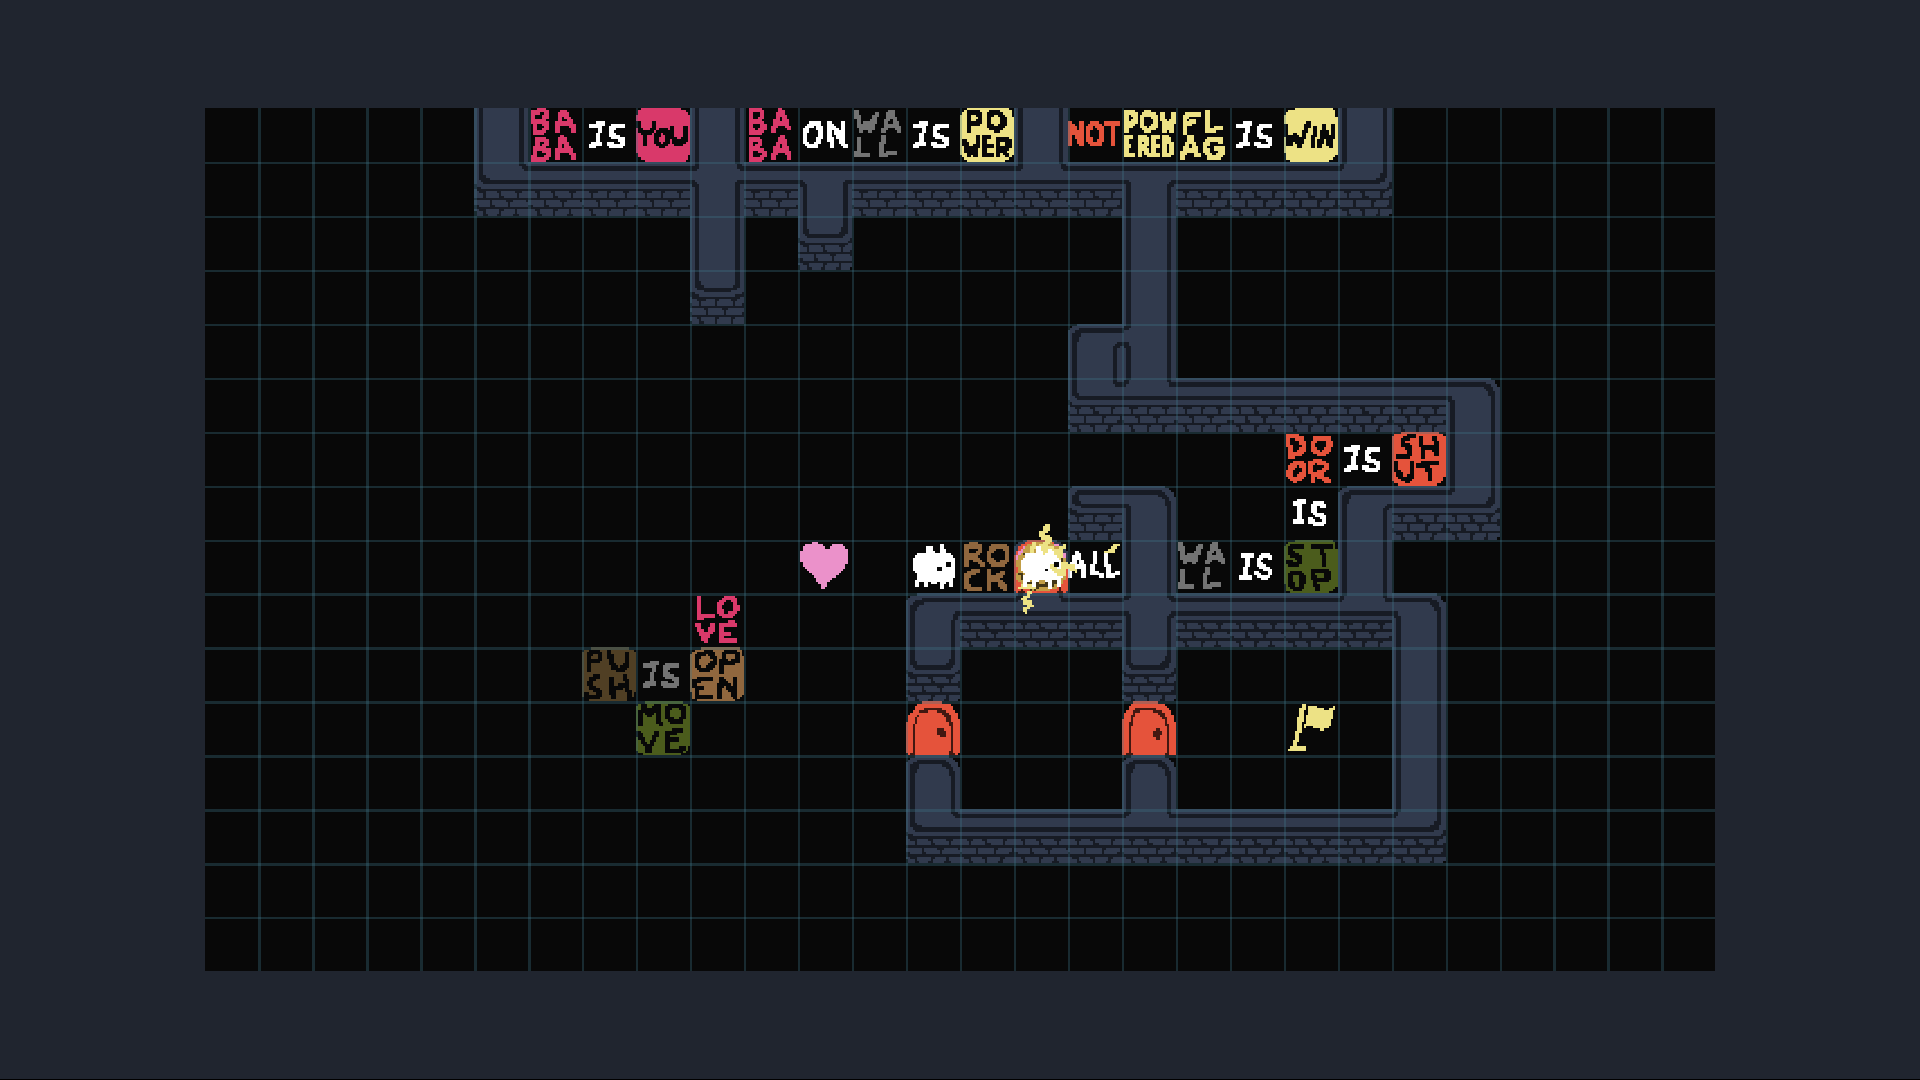 BABA IS YOU BABA ON WALL IS POWER NOT POWERED FLAG IS WIN
DOOR IS SHUT
IS
ROCK ALL WALL IS STOP
LOVE
PUSH IS OPEN
MOVE